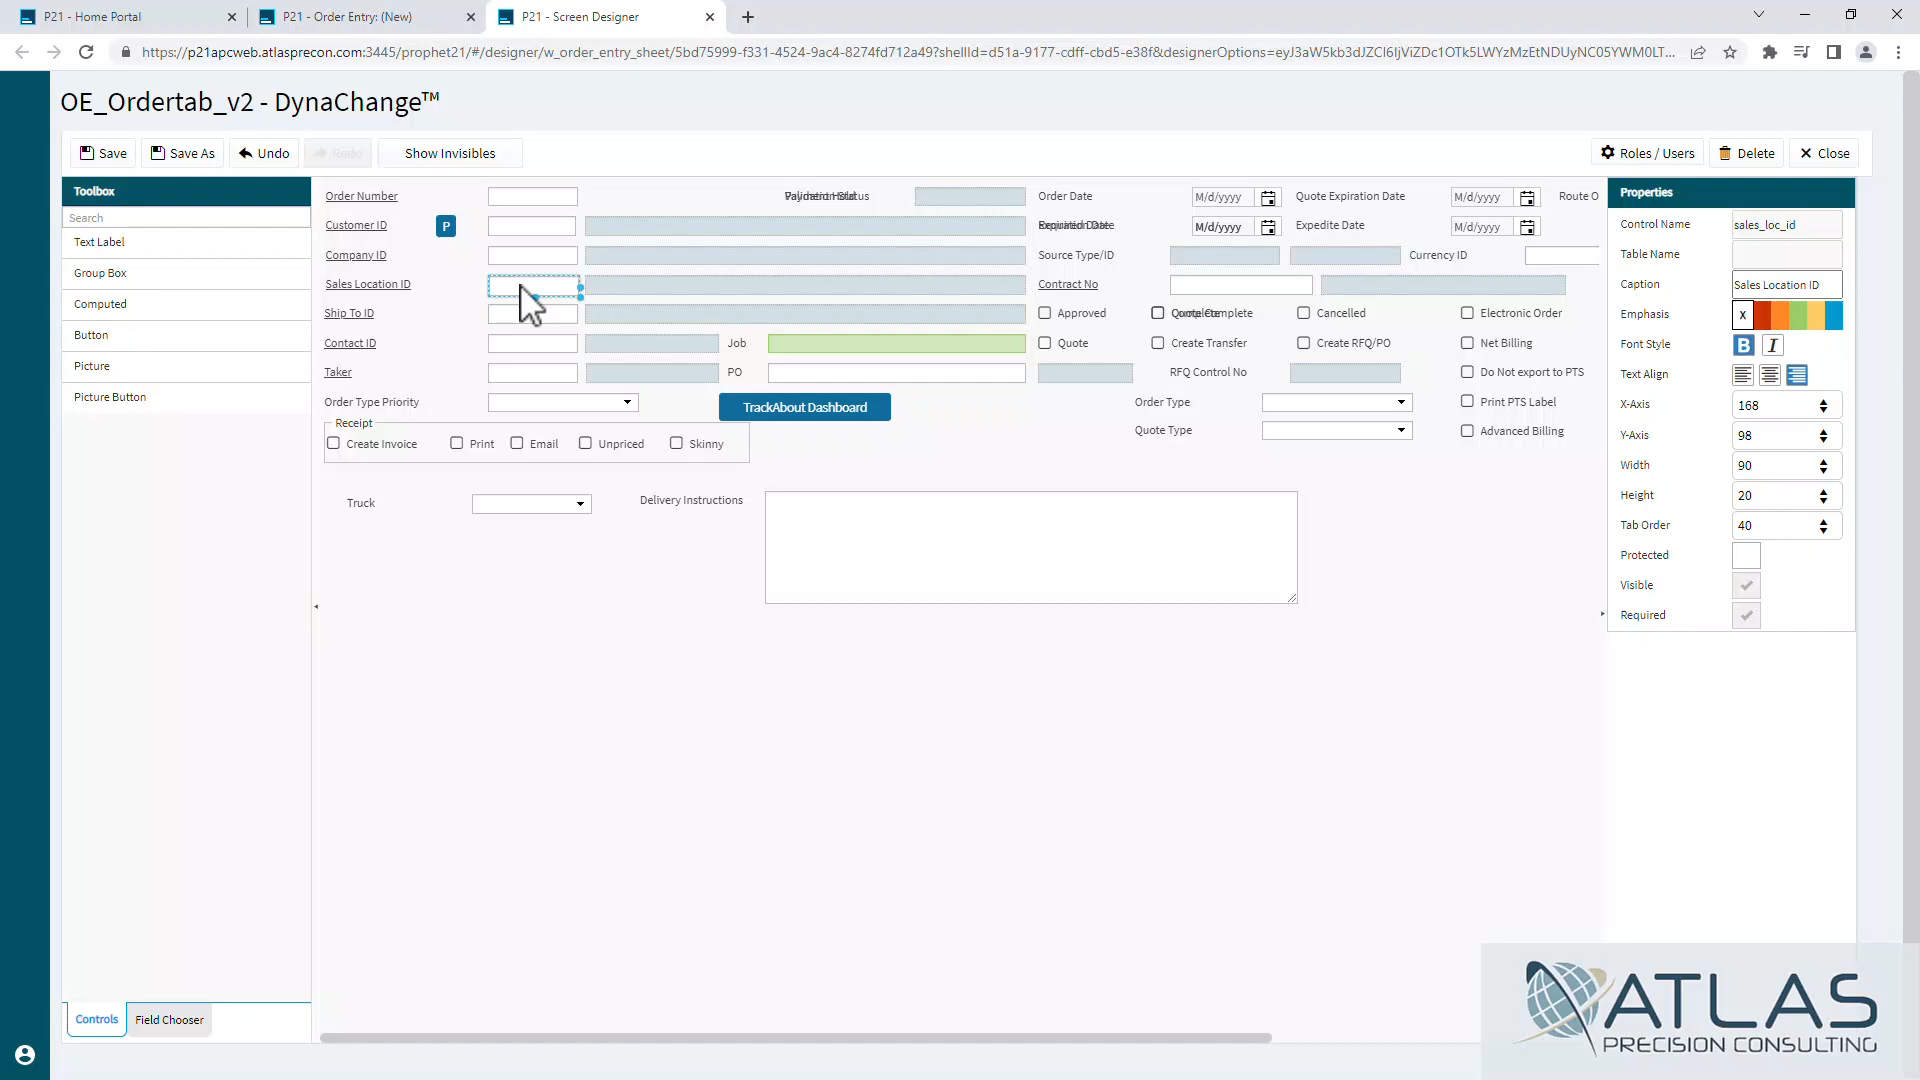 P21 - Home Portal
P21 - Order Entry: (New)
P21 - Screen Designer
https://p21apcweb.atlasprecon.com:3445/prophet21/#/designer/w_order_entry_sheet/5bd75999-f331-4524-9ac4-8274fd712a49?shellId=d51a-9177-cdff-cbd5-e38f&designerOptions=eyJ3aW5kb3dJZCI6IjViZDc1OTk5LWYzMzEtNDUyNC05YWM0LT...
OE_Ordertab_v2 - DynaChange™
Save
Save As
Undo
Redo
Show Invisibles
Roles / Users
Delete
Close
Toolbox
Search
Text Label
Group Box
Computed
Button
Picture
Picture Button
Controls
Field Chooser
Order Number
Order Date
M/d/yyyy
Quote Expiration Date
M/d/yyyy
Route O
Customer ID
P
M/d/yyyy
Expedite Date
M/d/yyyy
Company ID
Source Type/ID
Currency ID
Sales Location ID
Contract No
Ship To ID
Approved
Cancelled
Electronic Order
Contact ID
Job
Quote
Create Transfer
Create RFQ/PO
Net Billing
Taker
PO
RFQ Control No
Do Not export to PTS
Order Type Priority
TrackAbout Dashboard
Order Type
Print PTS Label
Receipt
Quote Type
Advanced Billing
Create Invoice
Print
Email
Unpriced
Skinny
Truck
Delivery Instructions
Properties
Control Name
sales_loc_id
Table Name
Caption
Sales Location ID
Emphasis
X
Font Style
B
I
Text Align
X-Axis
168
Y-Axis
98
Width
90
Height
20
Tab Order
40
Protected
Visible
Required
ATLAS
PRECISION CONSULTING